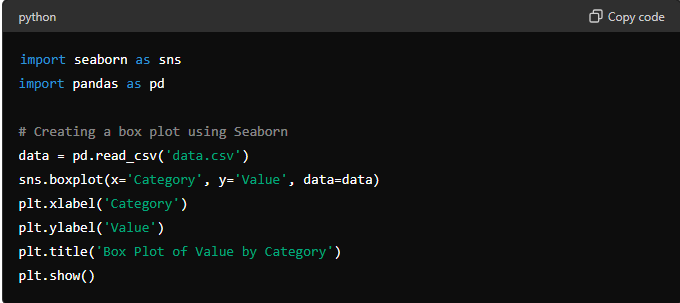 python
Copy code
import seaborn as sns
import pandas as pd
# Creating a box plot using Seaborn
data = pd.read_csv('data.csv')
sns.boxplot(x='Category', y='Value', data=data)
plt.xlabel('Category')
plt.ylabel('Value')
plt.title('Box Plot of Value by Category')
plt.show()